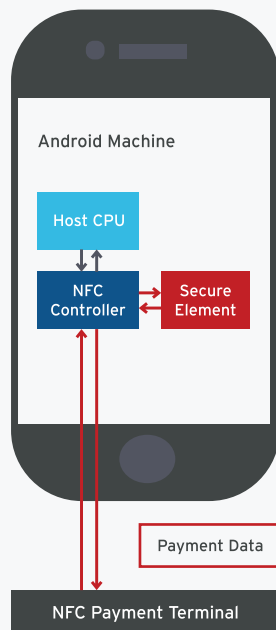 Android Machine
Host CPU
NFC
Controller
Secure
Element
Payment Data
NFC Payment Terminal